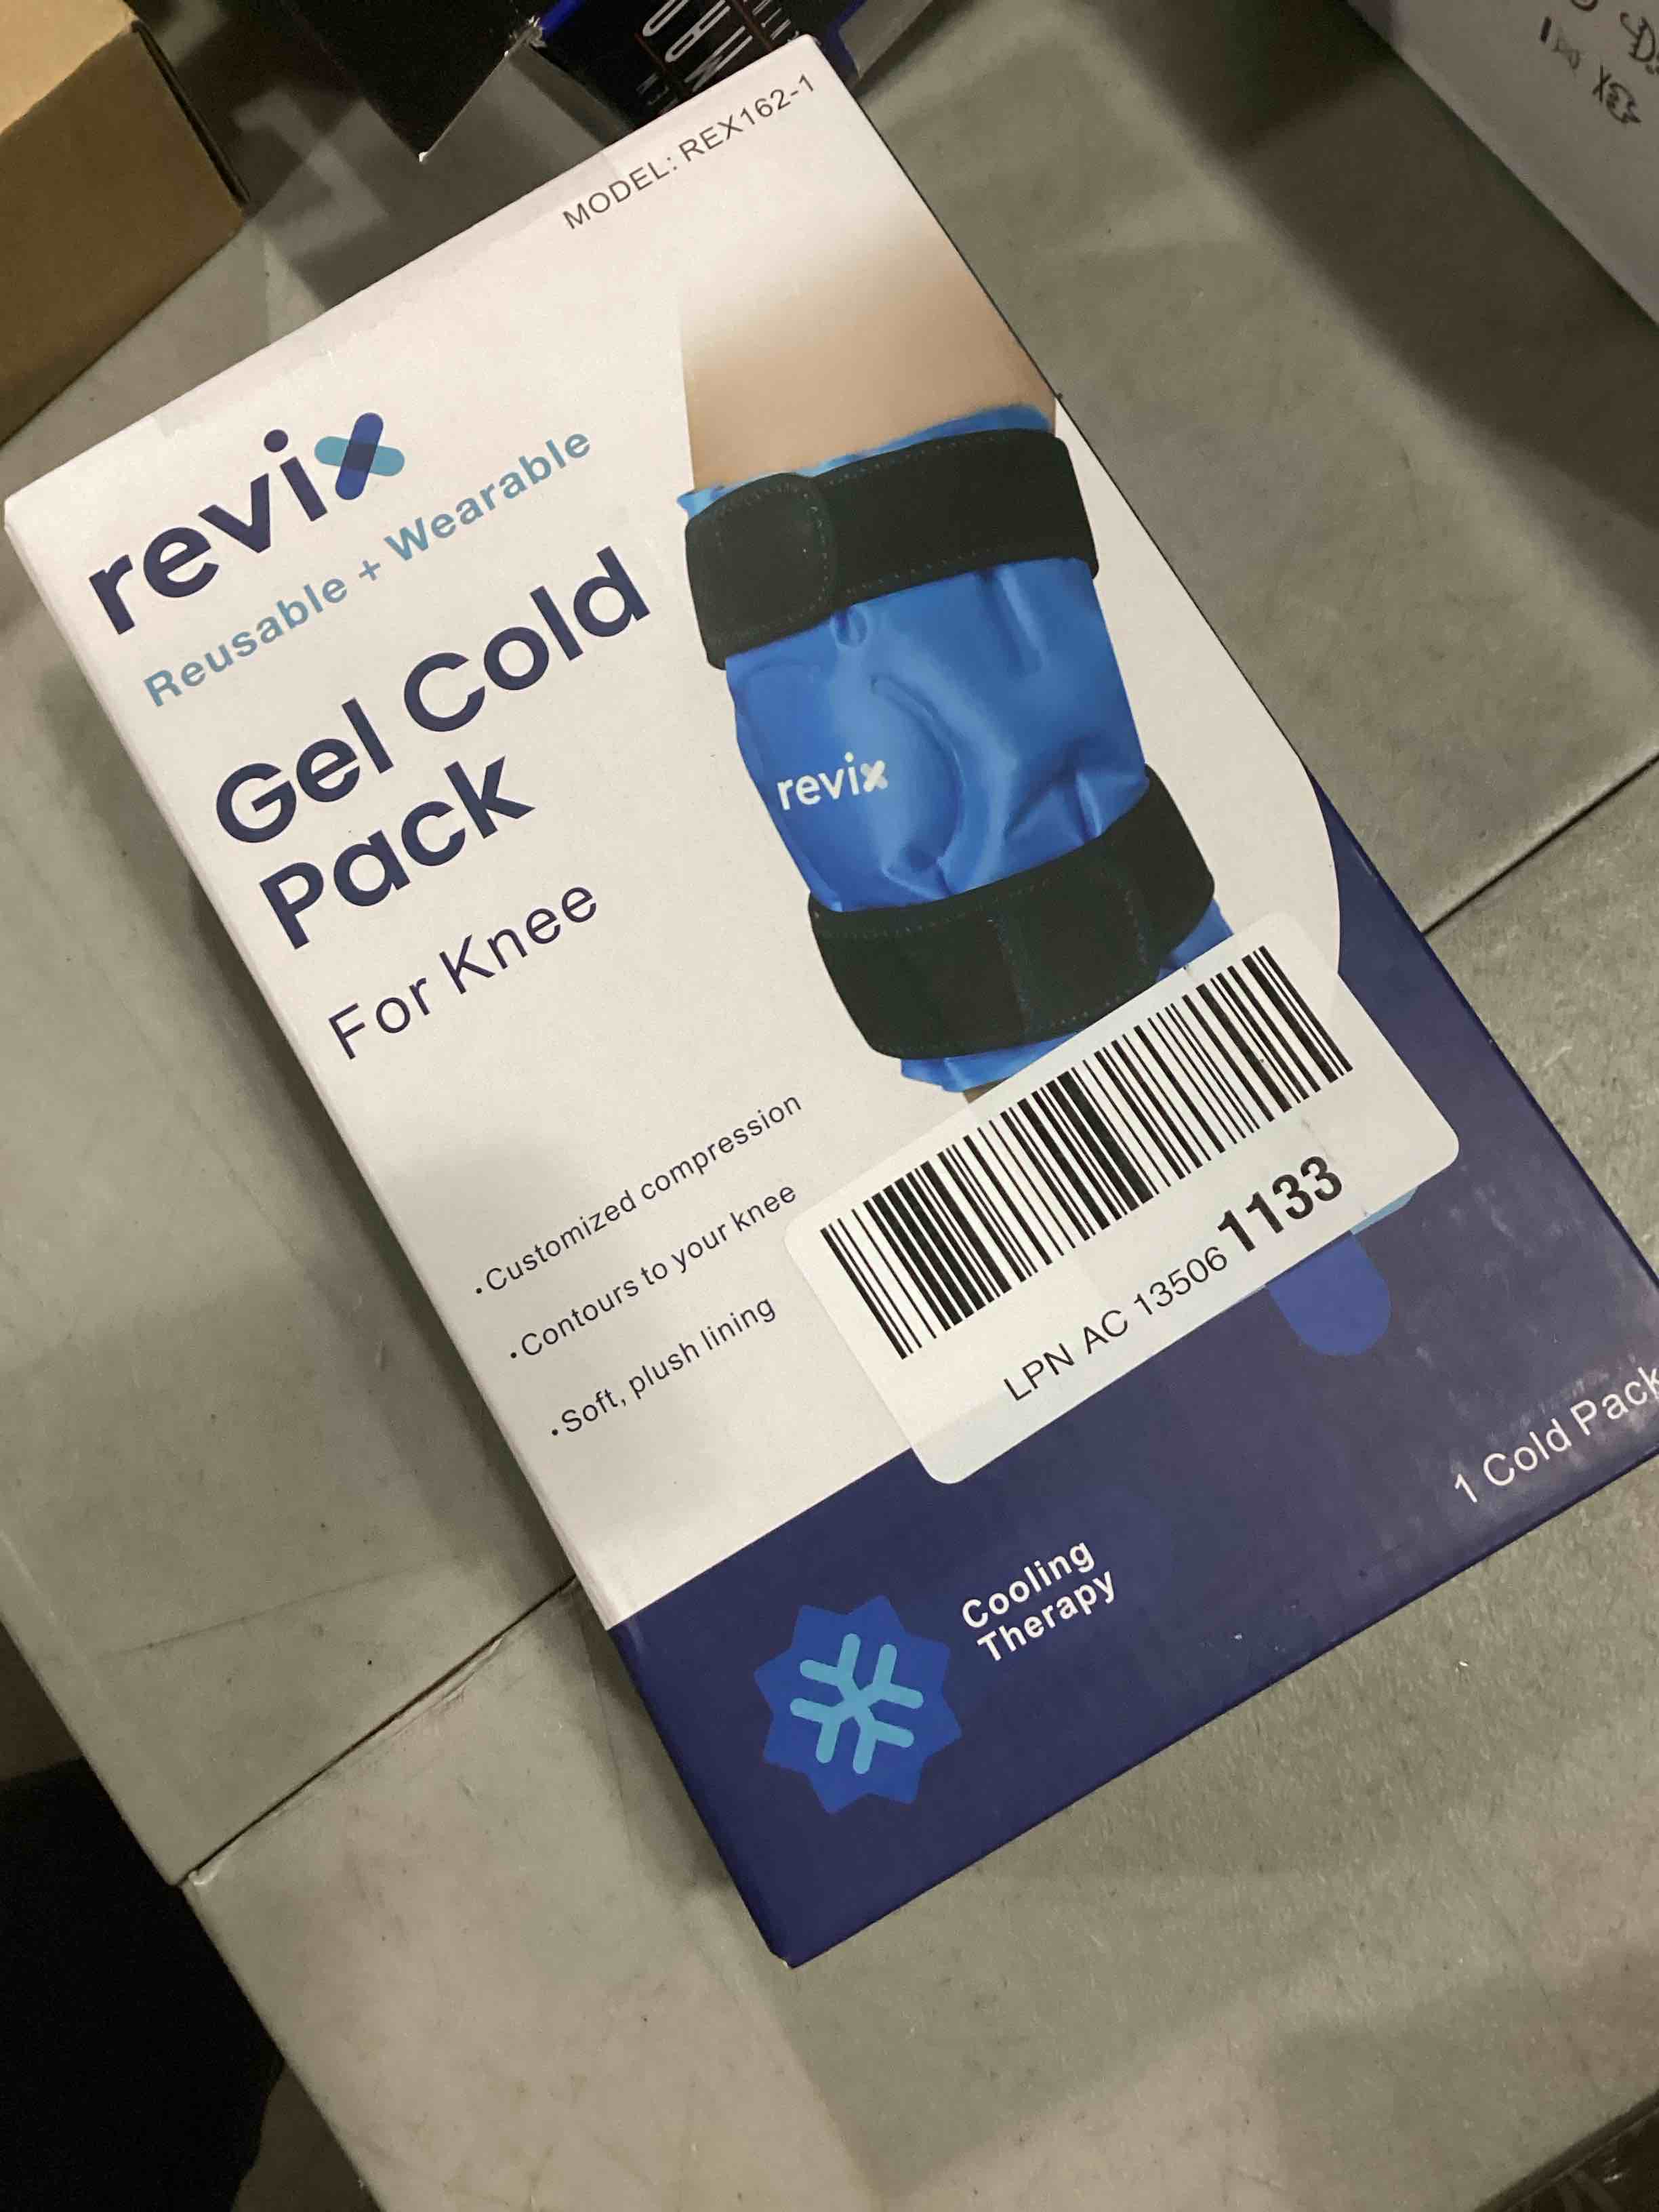 MODEL: REX162-1
revix
Reusable + Wearable
Gel Cold
Pack
For Knee
revix
·Customized compression
·Contours to your knee
·Soft, plush lining
LPN AC 13506 1133
1 Cold Pack
Cooling
Therapy